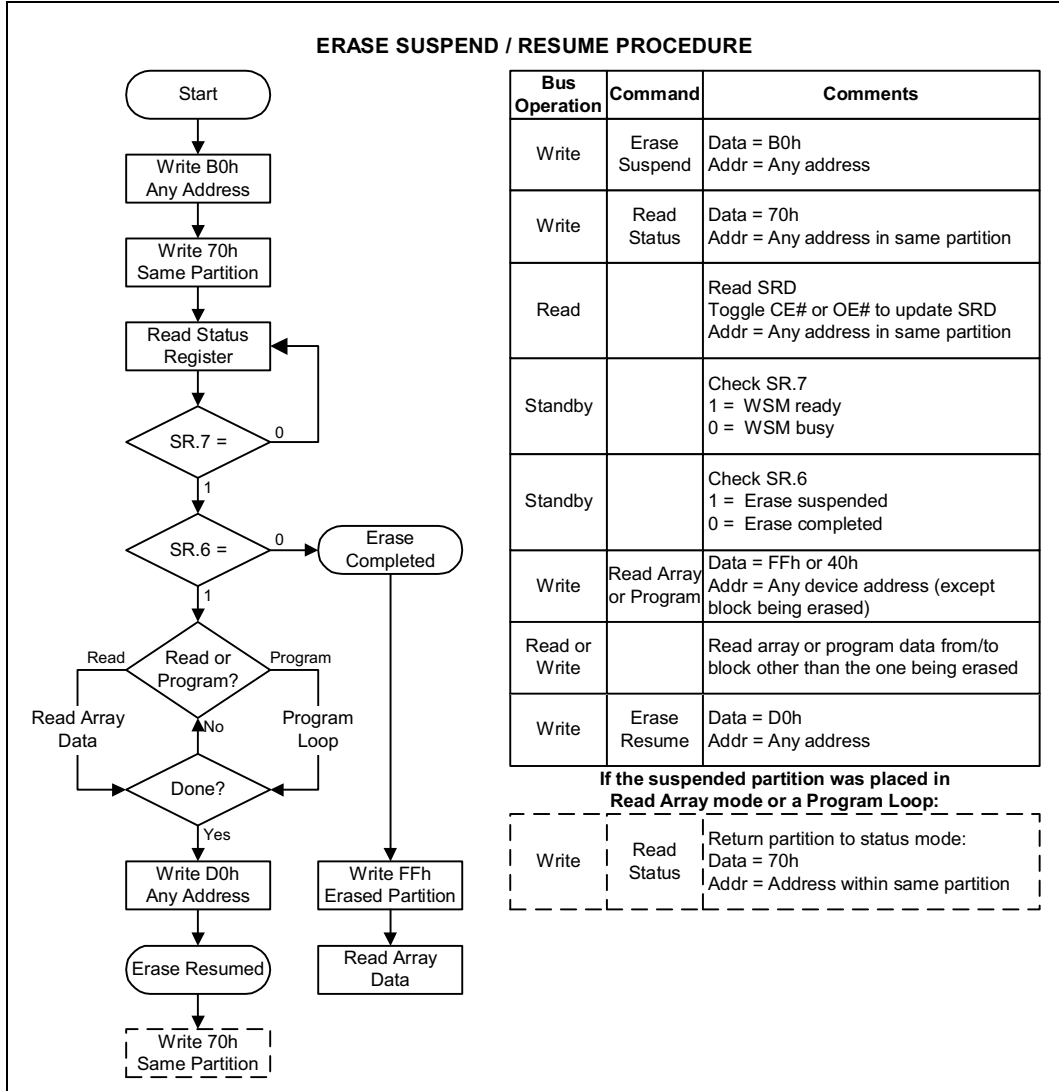 ERASE SUSPEND / RESUME PROCEDURE
Start
Write B0h
Any Address
Write 70h
Same Partition
Read Status
Register
SR.7 =
0
1
SR.6 =
0
1
Erase
Completed
Read or
Program?
Read
Program
Read Array
Data
Program
Loop
No
Done?
Yes
Write D0h
Any Address
Erase Resumed
Write 70h
Same Partition
Write FFh
Erased Partition
Read Array
Data
Bus
Operation
Command
Comments
Write
Erase
Suspend
Data = B0h
Addr = Any address
Write
Read
Status
Data = 70h
Addr = Any address in same partition
Read
Read SRD
Toggle CE# or OE# to update SRD
Addr = Any address in same partition
Standby
Check SR.7
1 = WSM ready
0 = WSM busy
Standby
Check SR.6
1 = Erase suspended
0 = Erase completed
Write
Read Array
or Program
Data = FFh or 40h
Addr = Any device address (except
block being erased)
Read or
Write
Read array or program data from/to
block other than the one being erased
Write
Erase
Resume
Data = D0h
Addr = Any address
If the suspended partition was placed in
Read Array mode or a Program Loop:
Write
Read
Status
Return partition to status mode:
Data = 70h
Addr = Address within same partition